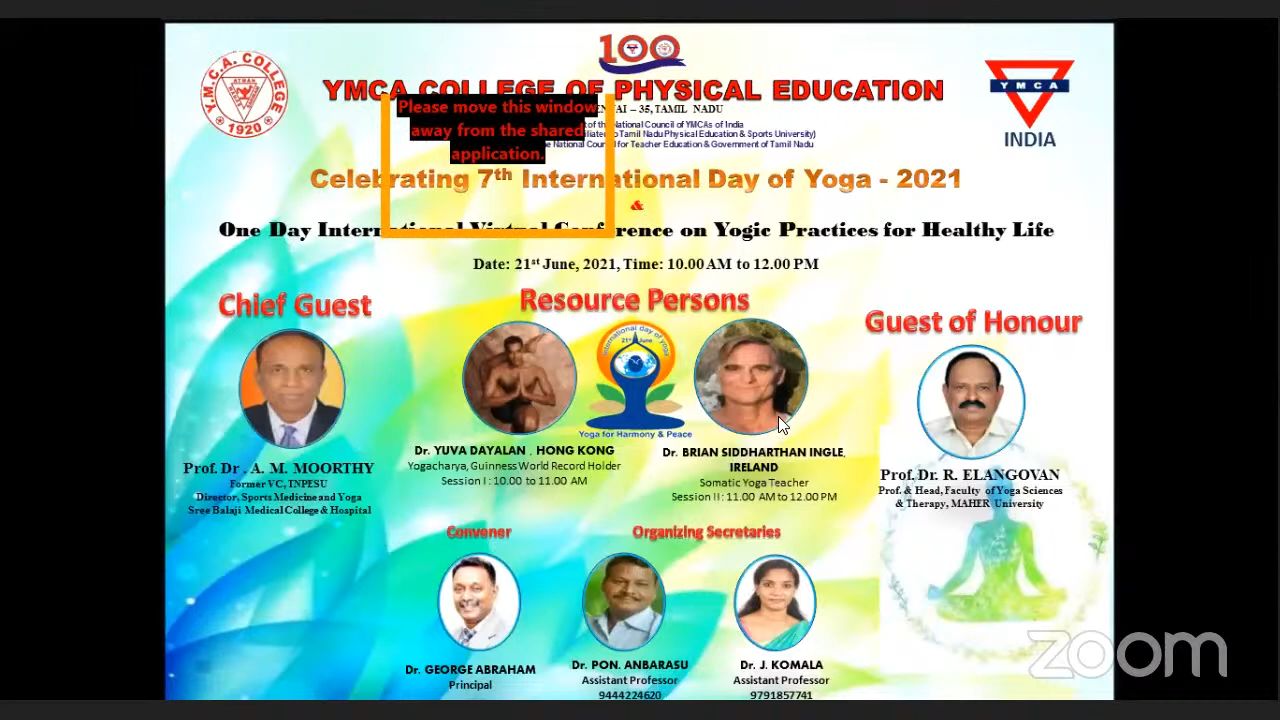 100
Y.M.C.A. COLLEGE
1920
YMCA COLLEGE OF PHYSICAL EDUCATION
YMCA
INDIA
Please move this window
away from the shared
application.
– 35, TAMIL NADU
of the National Council of YMCAs of India
to Tamil Nadu Physical Education & Sports University)
National Council for Teacher Education & Government of Tamil Nadu
Celebrating 7th International Day of Yoga - 2021
&
One Day International Virtual Conference on Yogic Practices for Healthy Life
Date: 21st June, 2021, Time: 10.00 AM to 12.00 PM
Chief Guest
Resource Persons
Guest of Honour
international day of yoga
21st June
Yoga for Harmony & Peace
Prof. Dr . A. M. MOORTHY
Former VC, TNPESU
Director, Sports Medicine and Yoga
Sree Balaji Medical College & Hospital
Dr. YUVA DAYALAN , HONG KONG
Yogacharya, Guinness World Record Holder
Session I : 10.00 to 11.00 AM
Dr. BRIAN SIDDHARTHAN INGLE,
IRELAND
Somatic Yoga Teacher
Session II : 11.00 AM to 12.00 PM
Prof. Dr. R. ELANGOVAN
Prof. & Head, Faculty of Yoga Sciences
& Therapy, MAHER University
Convener
Organizing Secretaries
Dr. GEORGE ABRAHAM
Principal
Dr. PON. ANBARASU
Assistant Professor
9444224620
Dr. J. KOMALA
Assistant Professor
9791857741
zoom